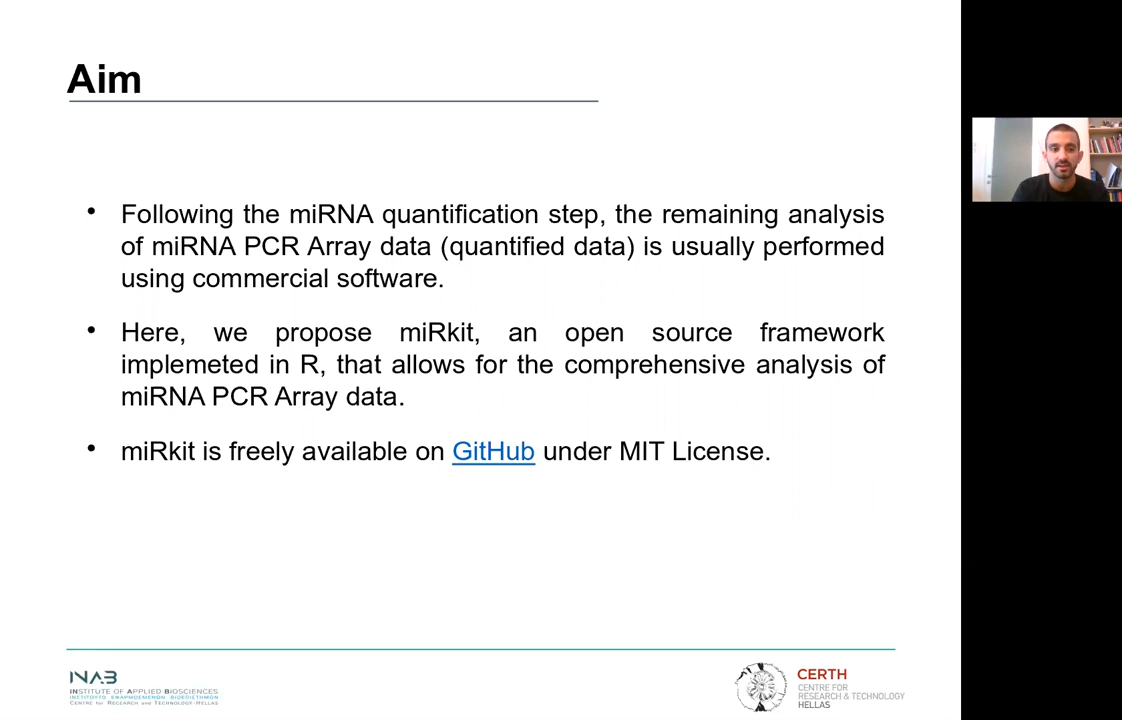 Aim
• Following the miRNA quantification step, the remaining analysis
of miRNA PCR Array data (quantified data) is usually performed
using commercial software.
• Here, we propose miRkit, an open source framework
implemeted in R, that allows for the comprehensive analysis of
miRNA PCR Array data.
• miRkit is freely available on GitHub under MIT License.
INAB
INSTITUTE OF APPLIED BIOSCIENCES
CENTRE for RESEARCH and TECHNOLOGY-HELLAS
CERTH
CENTRE FOR
RESEARCH & TECHNOLOGY
HELLAS